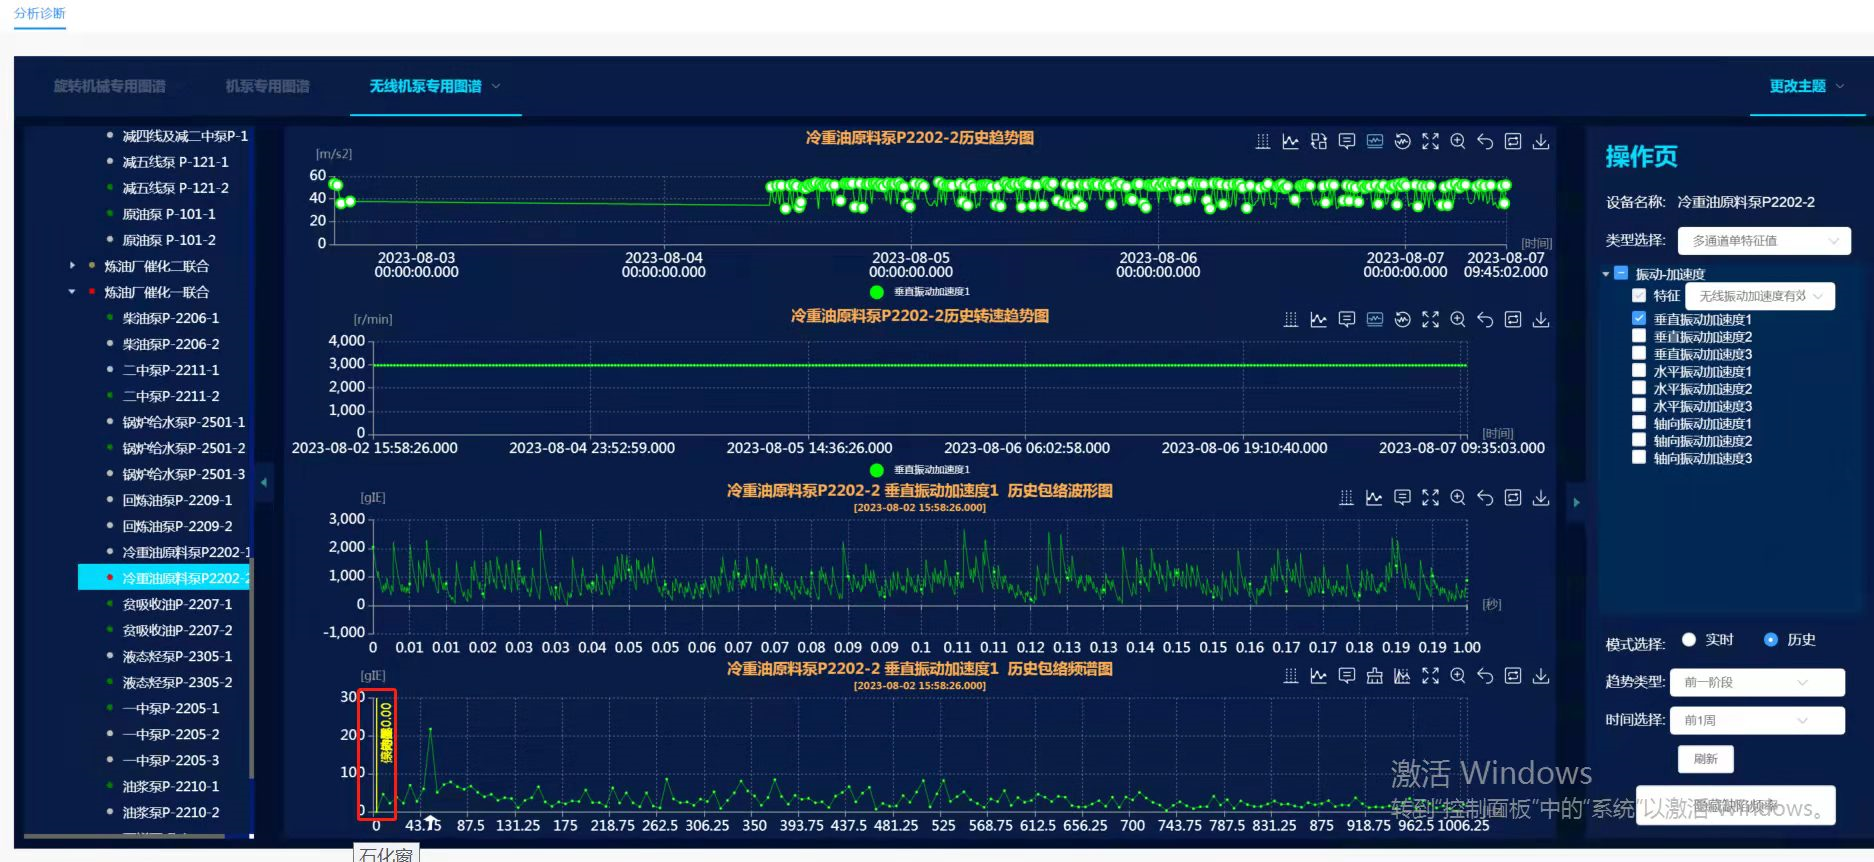 分析诊断
旋转机械专用图谱 机泵专用图谱 无线机泵专用图谱 更改主题
减四线及减二中泵P-1
减五线泵 P-121-1
减五线泵 P-121-2
原油泵 P-101-1
原油泵 P-101-2
炼油厂催化二联合
炼油厂催化一联合
柴油泵P-2206-1
柴油泵P-2206-2
二中泵P-2211-1
二中泵P-2211-2
锅炉给水泵P-2501-1
锅炉给水泵P-2501-2
锅炉给水泵P-2501-3
回炼油泵P-2209-1
回炼油泵P-2209-2
冷重油原料泵P2202-1
冷重油原料泵P2202-2
贫吸收油P-2207-1
贫吸收油P-2207-2
液态烃泵P-2305-1
液态烃泵P-2305-2
一中泵P-2205-1
一中泵P-2205-2
一中泵P-2205-3
油浆泵P-2210-1
油浆泵P-2210-2
冷重油原料泵P2202-2历史趋势图
[m/s2]
60
40
20
0
[时间]
2023-08-03 2023-08-04 2023-08-05 2023-08-06 2023-08-07 2023-08-07
00:00:00.000 00:00:00.000 00:00:00.000 00:00:00.000 00:00:00.000 09:45:02.000
垂直振动加速度1
冷重油原料泵P2202-2历史转速趋势图
[r/min]
4,000
3,000
2,000
1,000
0
[时间]
2023-08-02 15:58:26.000 2023-08-04 23:52:59.000 2023-08-05 14:36:26.000 2023-08-06 06:02:58.000 2023-08-06 19:10:40.000 2023-08-07 09:35:03.000
垂直振动加速度1
冷重油原料泵P2202-2 垂直振动加速度1 历史包络波形图
[2023-08-02 15:58:26.000]
[gIE]
3,000
2,000
1,000
0
-1,000
[秒]
0 0.01 0.01 0.02 0.03 0.03 0.04 0.05 0.05 0.06 0.07 0.07 0.08 0.09 0.09 0.1 0.11 0.11 0.12 0.13 0.13 0.14 0.15 0.15 0.16 0.17 0.17 0.18 0.19 0.19 1.00
冷重油原料泵P2202-2 垂直振动加速度1 历史包络频谱图
[2023-08-02 15:58:26.000]
[gIE]
300
200
100
0
0 43.75 87.5 131.25 175 218.75 262.5 306.25 350 393.75 437.5 481.25 525 568.75 612.5 656.25 700 743.75 787.5 831.25 875 918.75 962.5 1006.25
石化窗
操作页
设备名称: 冷重油原料泵P2202-2
类型选择: 多通道单特征值
振动-加速度
特征 无线振动加速度有效
垂直振动加速度1
垂直振动加速度2
垂直振动加速度3
水平振动加速度1
水平振动加速度2
水平振动加速度3
轴向振动加速度1
轴向振动加速度2
轴向振动加速度3
模式选择: 实时 历史
趋势类型: 前一阶段
时间选择: 前1周
刷新
隐藏缺陷频率
激活 Windows
转到"控制面板"中的"系统"以激活 Windows。